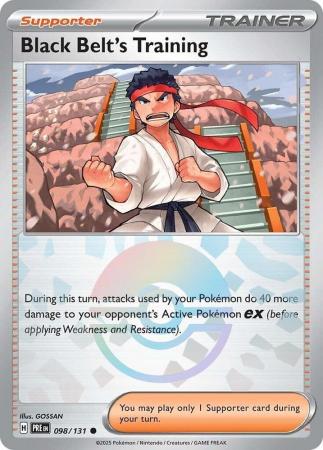 Supporter
TRAINER
Black Belt's Training
During this turn, attacks used by your Pokémon do 40 more
damage to your opponent's Active Pokémon ex (before
applying Weakness and Resistance).
Illus. GOSSAN
H PRE EN 098/131
You may play only 1 Supporter card during
your turn.
©2025 Pokémon / Nintendo / Creatures / GAME FREAK